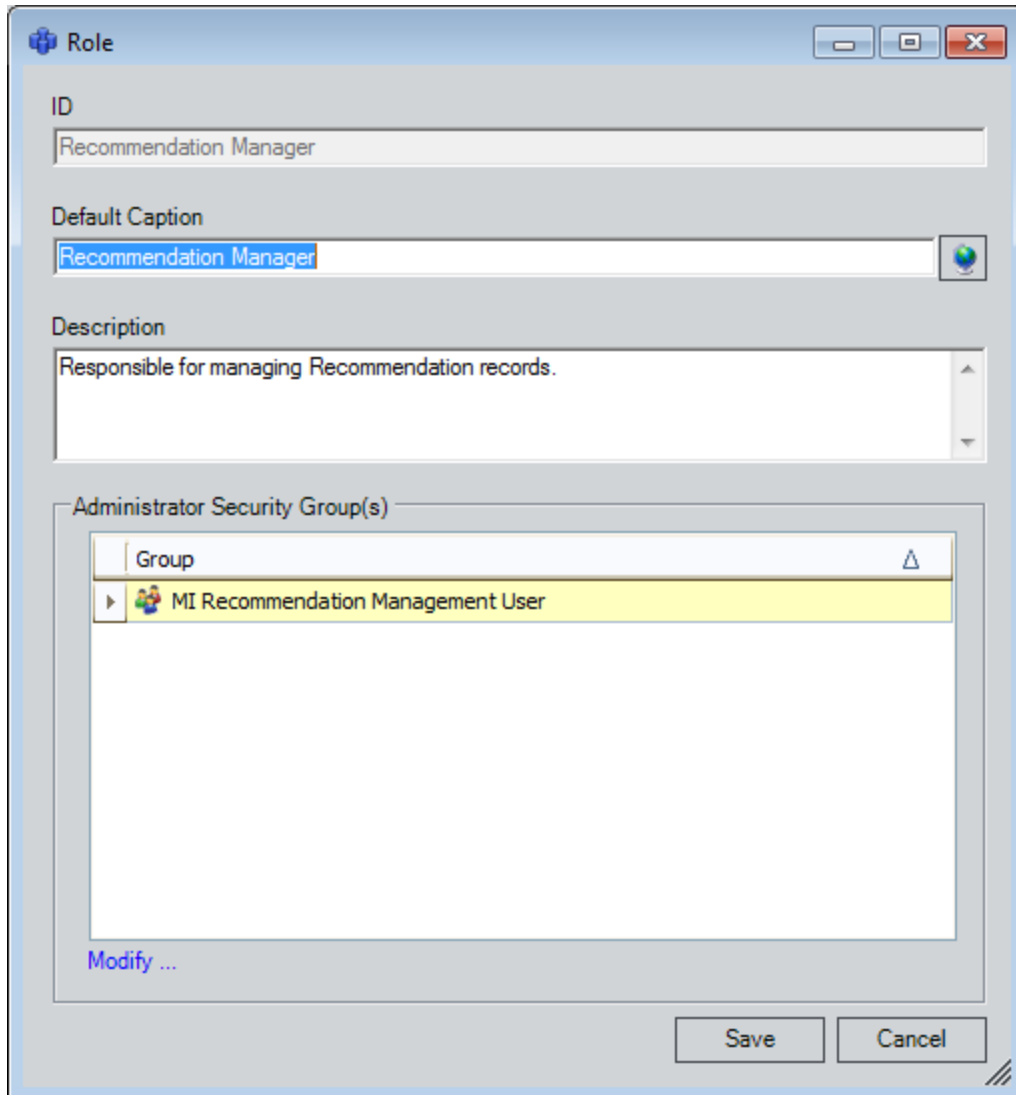 Role
ID
Recommendation Manager
Default Caption
Recommendation Manager
Description
Responsible for managing Recommendation records.
Administrator Security Group(s)
Group
MI Recommendation Management User
Modify ...
Save Cancel